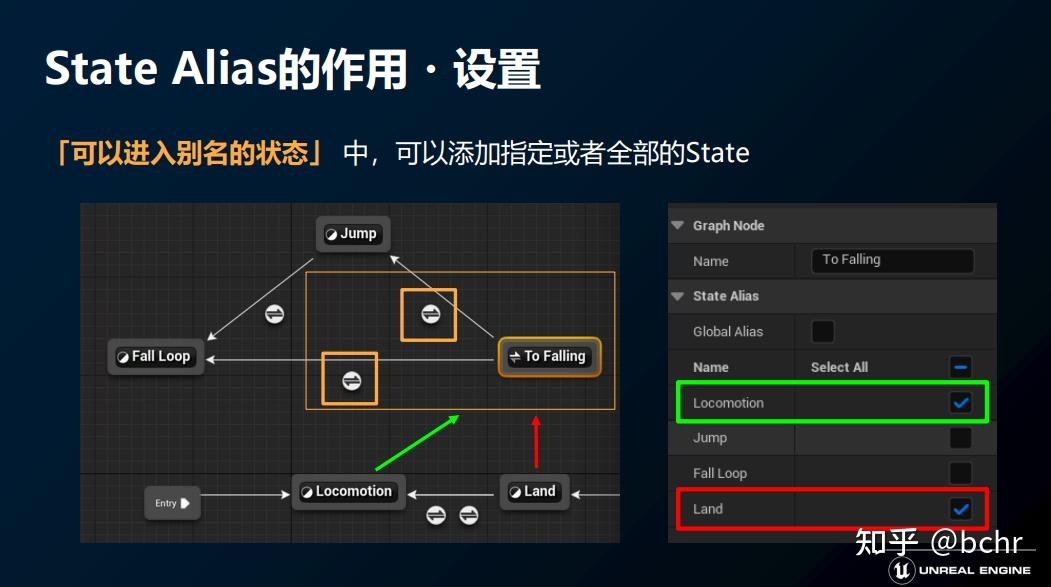 State Alias的作用·设置
「可以进入别名的状态」 中，可以添加指定或者全部的State
Jump
Fall Loop
To Falling
Entry
Locomotion
Land
Graph Node
Name
To Falling
State Alias
Global Alias
Name Select All
Locomotion
Jump
Fall Loop
Land
知乎 @bchr
UNREAL ENGINE